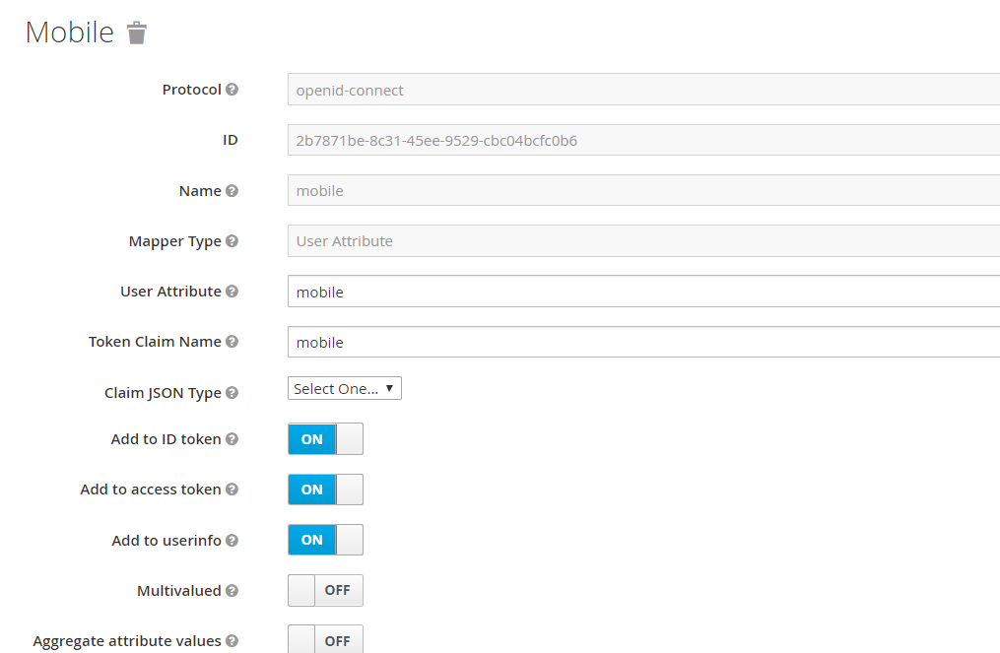 Mobile
Protocol openid-connect
ID 2b7871be-8c31-45ee-9529-cbc04bcfc0b6
Name mobile
Mapper Type User Attribute
User Attribute mobile
Token Claim Name mobile
Claim JSON Type Select One...
Add to ID token ON
Add to access token ON
Add to userinfo ON
Multivalued OFF
Aggregate attribute values OFF